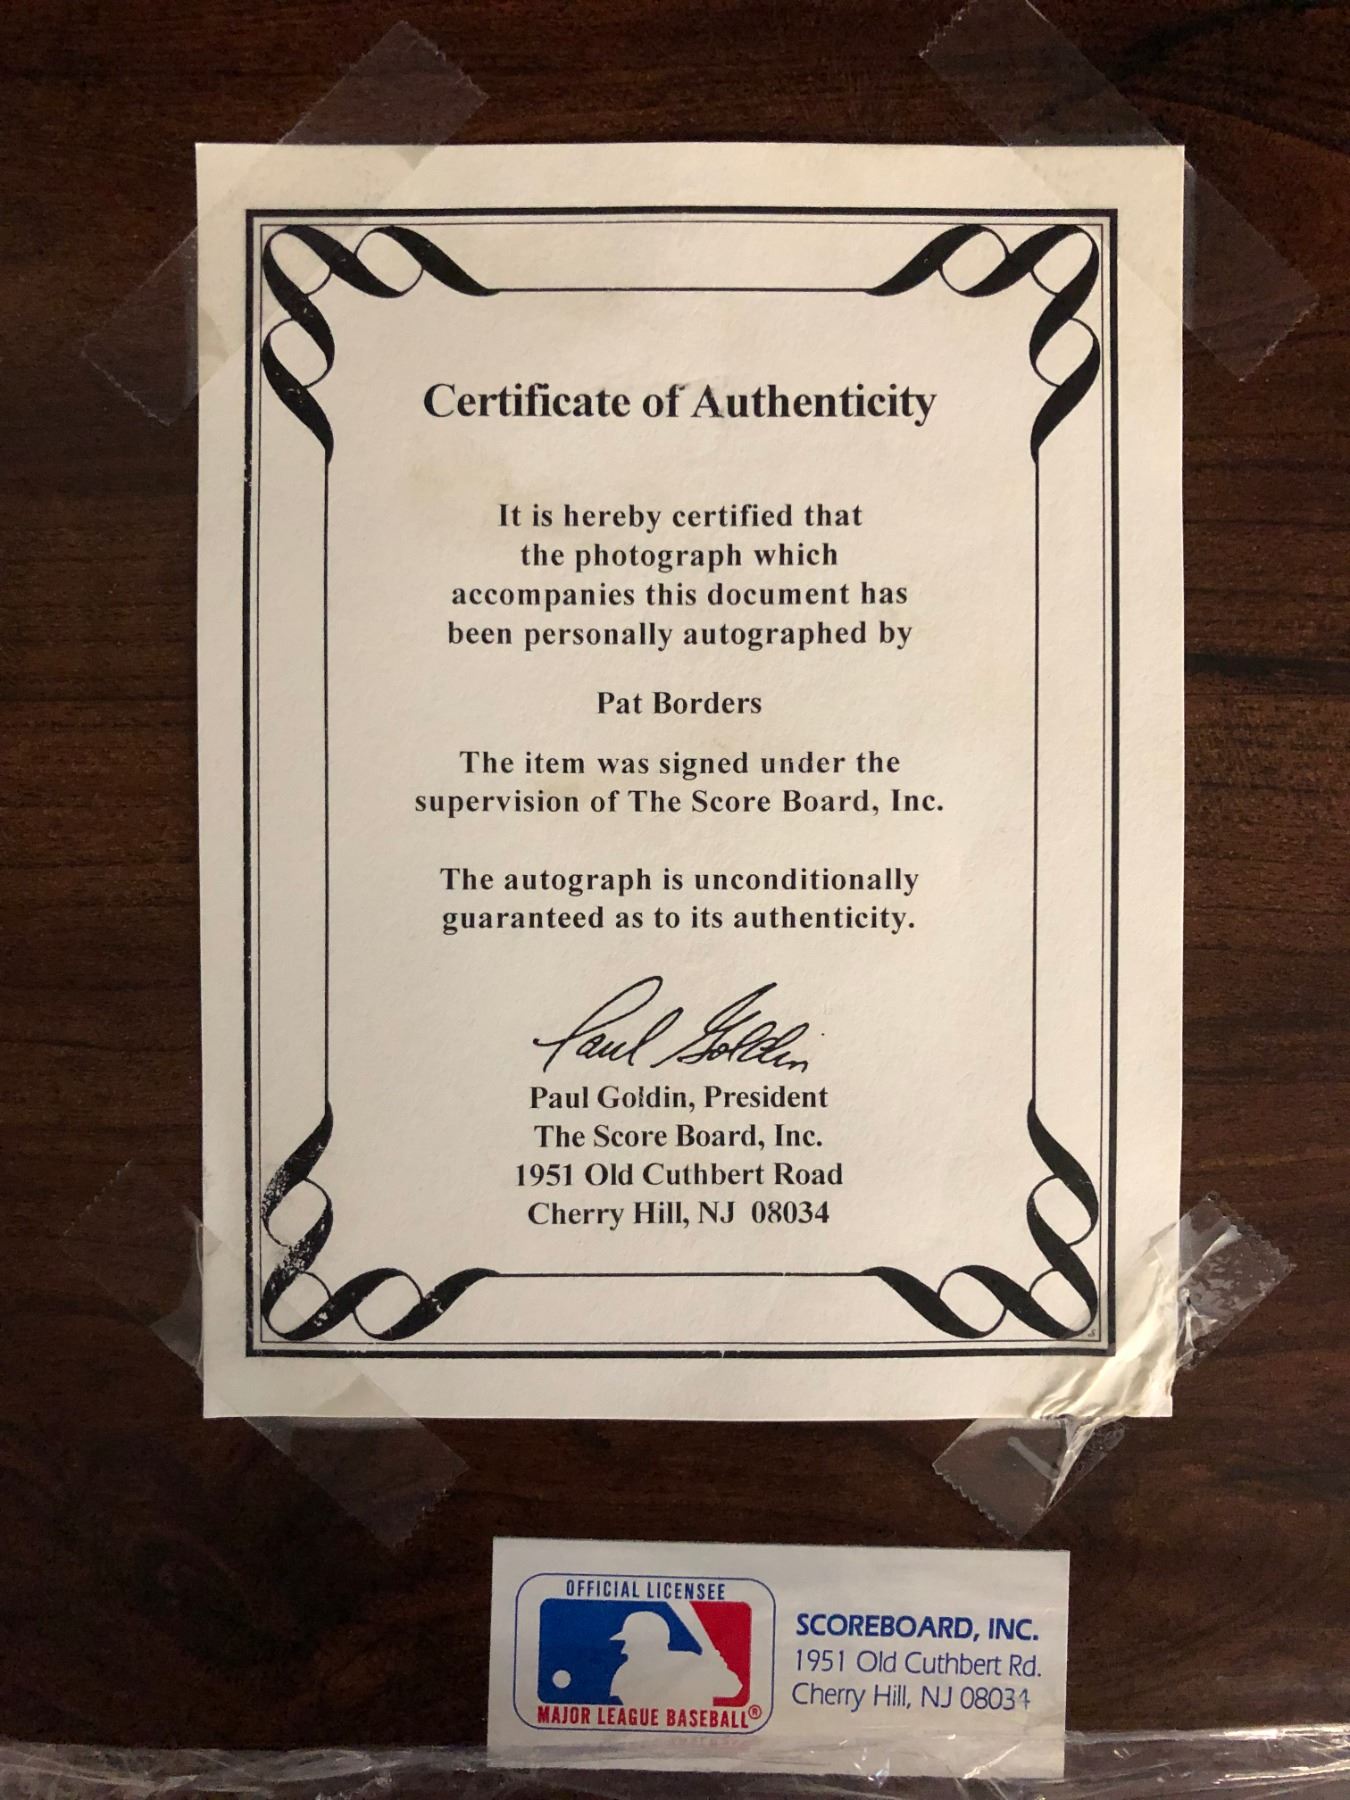 Certificate of Authenticity
It is hereby certified that
the photograph which
accompanies this document has
been personally autographed by
Pat Borders
The item was signed under the
supervision of The Score Board, Inc.
The autograph is unconditionally
guaranteed as to its authenticity.
Paul Goldin
Paul Goldin, President
The Score Board, Inc.
1951 Old Cuthbert Road
Cherry Hill, NJ 08034
OFFICIAL LICENSEE
MAJOR LEAGUE BASEBALL®
SCOREBOARD, INC.
1951 Old Cuthbert Rd.
Cherry Hill, NJ 08034